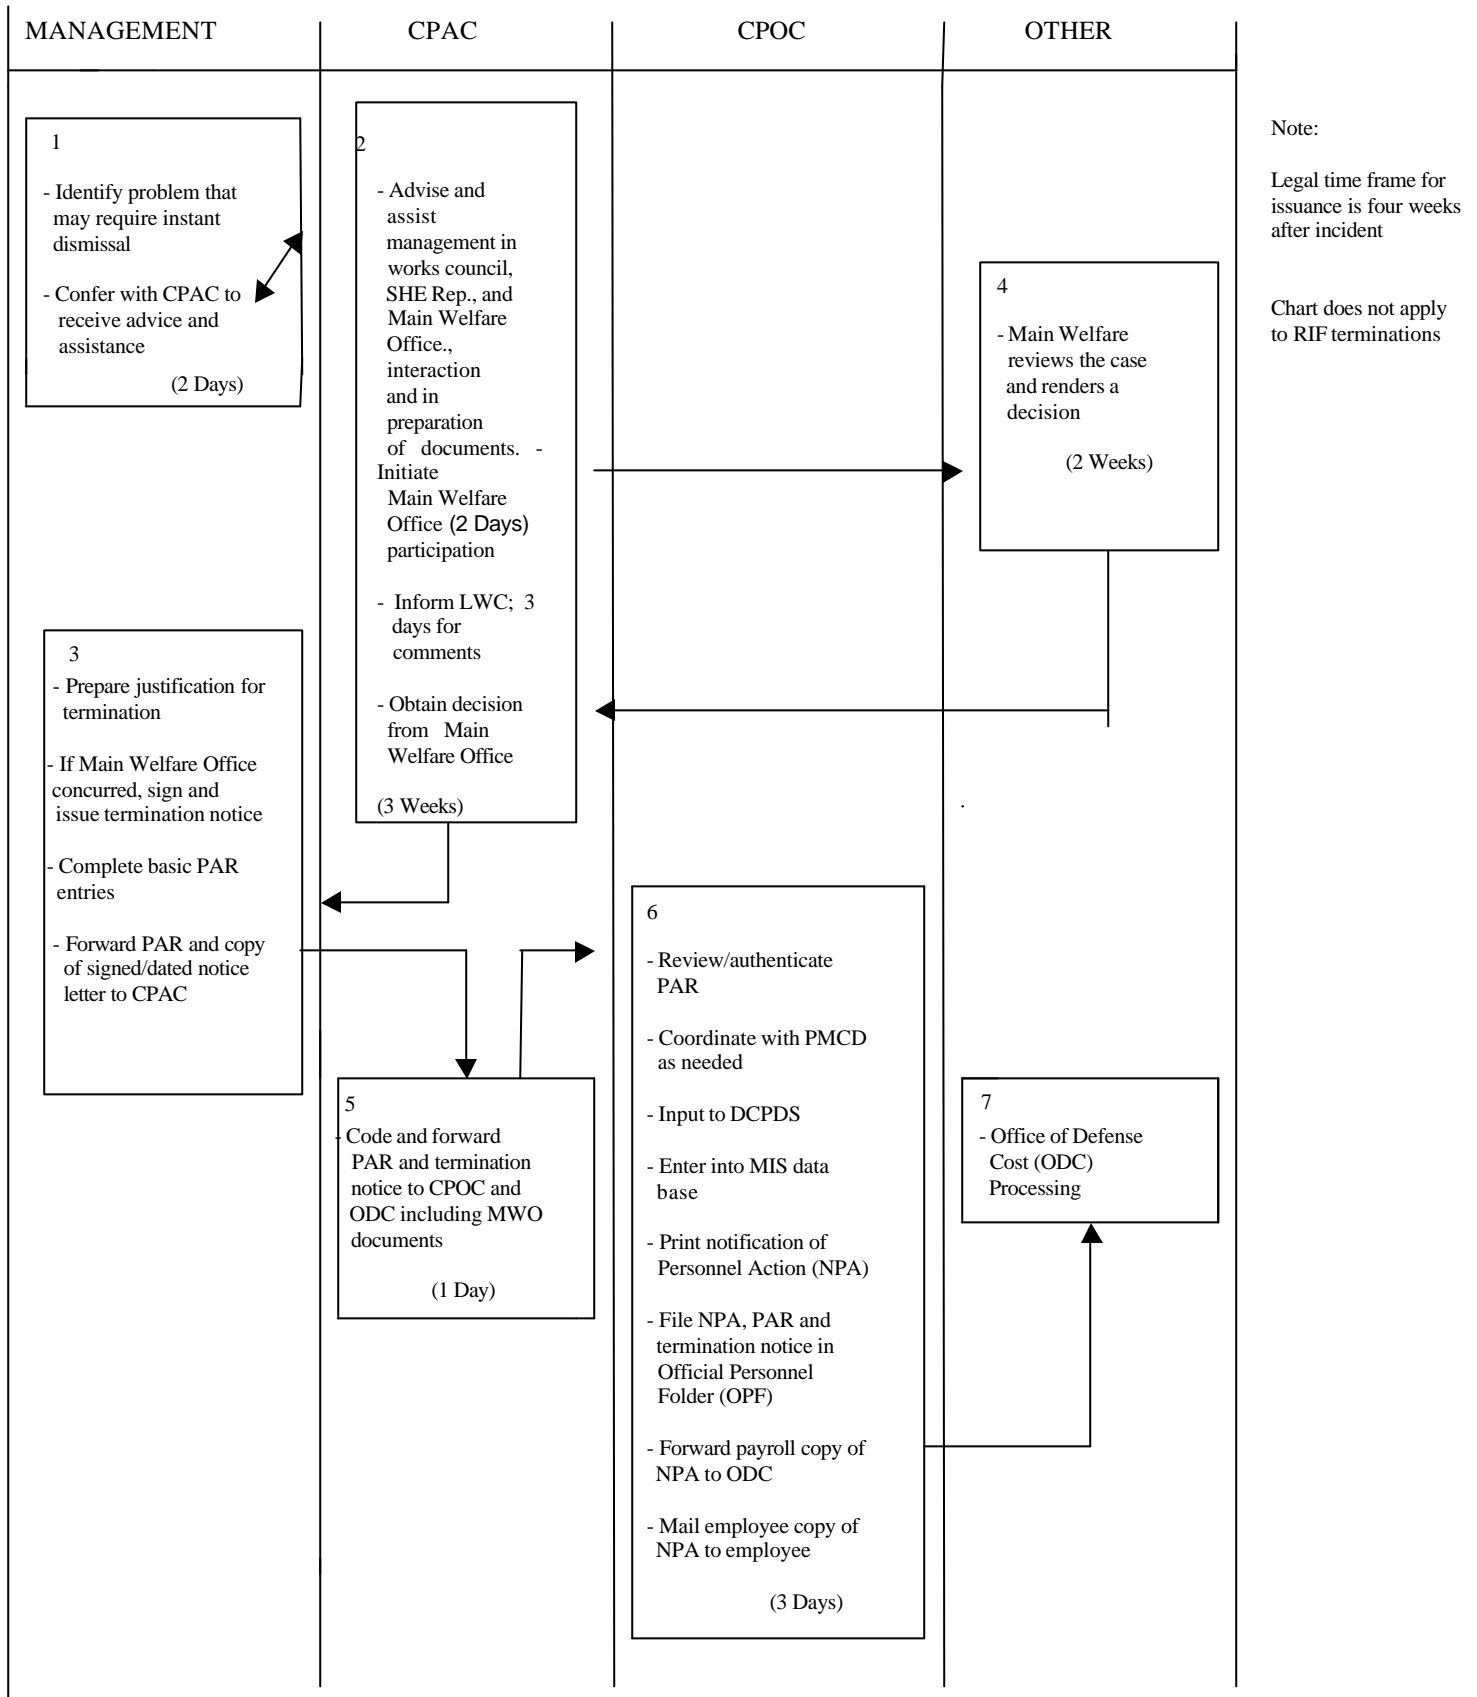 MANAGEMENT
CPAC
CPOC
OTHER
1
- Identify problem that
may require instant
dismissal
- Confer with CPAC to
receive advice and
assistance
(2 Days)
2
- Advise and
assist
management in
works council,
SHE Rep., and
Main Welfare
Office.,
interaction
and in
preparation
of documents. -
Initiate
Main Welfare
Office (2 Days)
participation
- Inform LWC; 3
days for
comments
- Obtain decision
from Main
Welfare Office
(3 Weeks)
4
- Main Welfare
reviews the case
and renders a
decision
(2 Weeks)
Note:
Legal time frame for
issuance is four weeks
after incident
Chart does not apply
to RIF terminations
3
- Prepare justification for
termination
- If Main Welfare Office
concurred, sign and
issue termination notice
- Complete basic PAR
entries
- Forward PAR and copy
of signed/dated notice
letter to CPAC
.
5
- Code and forward
PAR and termination
notice to CPOC and
ODC including MWO
documents
(1 Day)
6
- Review/authenticate
PAR
- Coordinate with PMCD
as needed
- Input to DCPDS
- Enter into MIS data
base
- Print notification of
Personnel Action (NPA)
- File NPA, PAR and
termination notice in
Official Personnel
Folder (OPF)
- Forward payroll copy of
NPA to ODC
- Mail employee copy of
NPA to employee
(3 Days)
7
- Office of Defense
Cost (ODC)
Processing